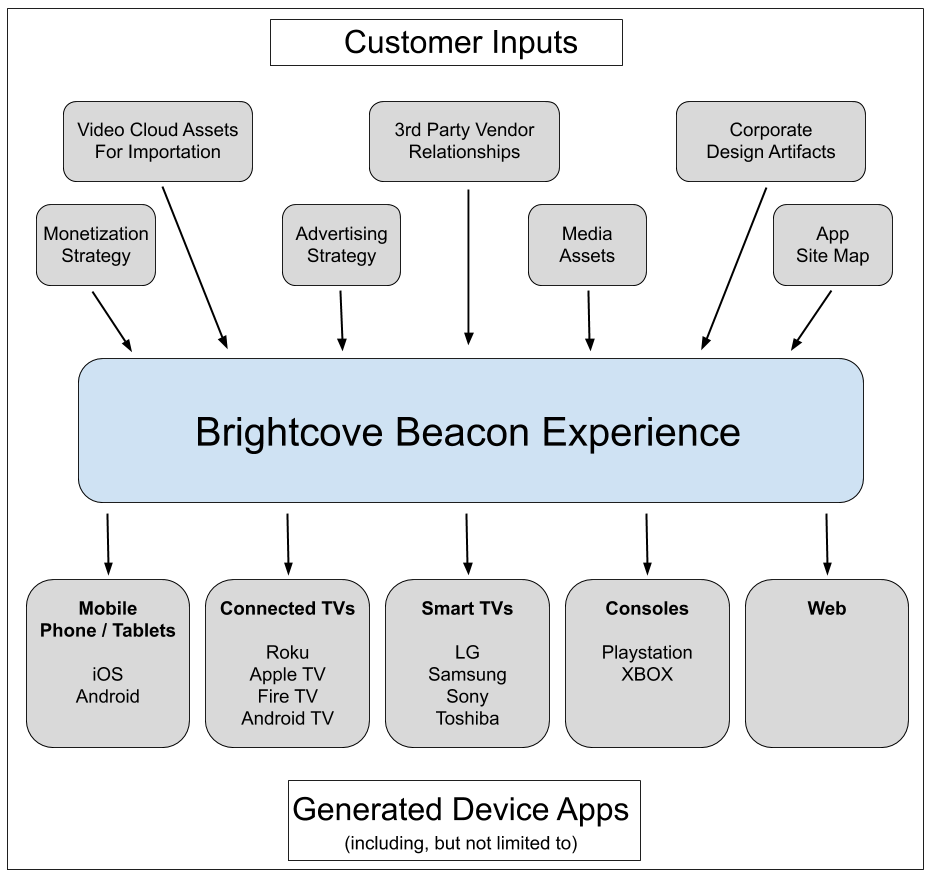 Customer Inputs
Video Cloud Assets
For Importation
3rd Party Vendor
Relationships
Corporate
Design Artifacts
Monetization
Strategy
Advertising
Strategy
Media
Assets
App
Site Map
Brightcove Beacon Experience
Mobile
Phone / Tablets
iOS
Android
Connected TVs
Roku
Apple TV
Fire TV
Android TV
Smart TVs
LG
Samsung
Sony
Toshiba
Consoles
Playstation
XBOX
Web
Generated Device Apps
(including, but not limited to)